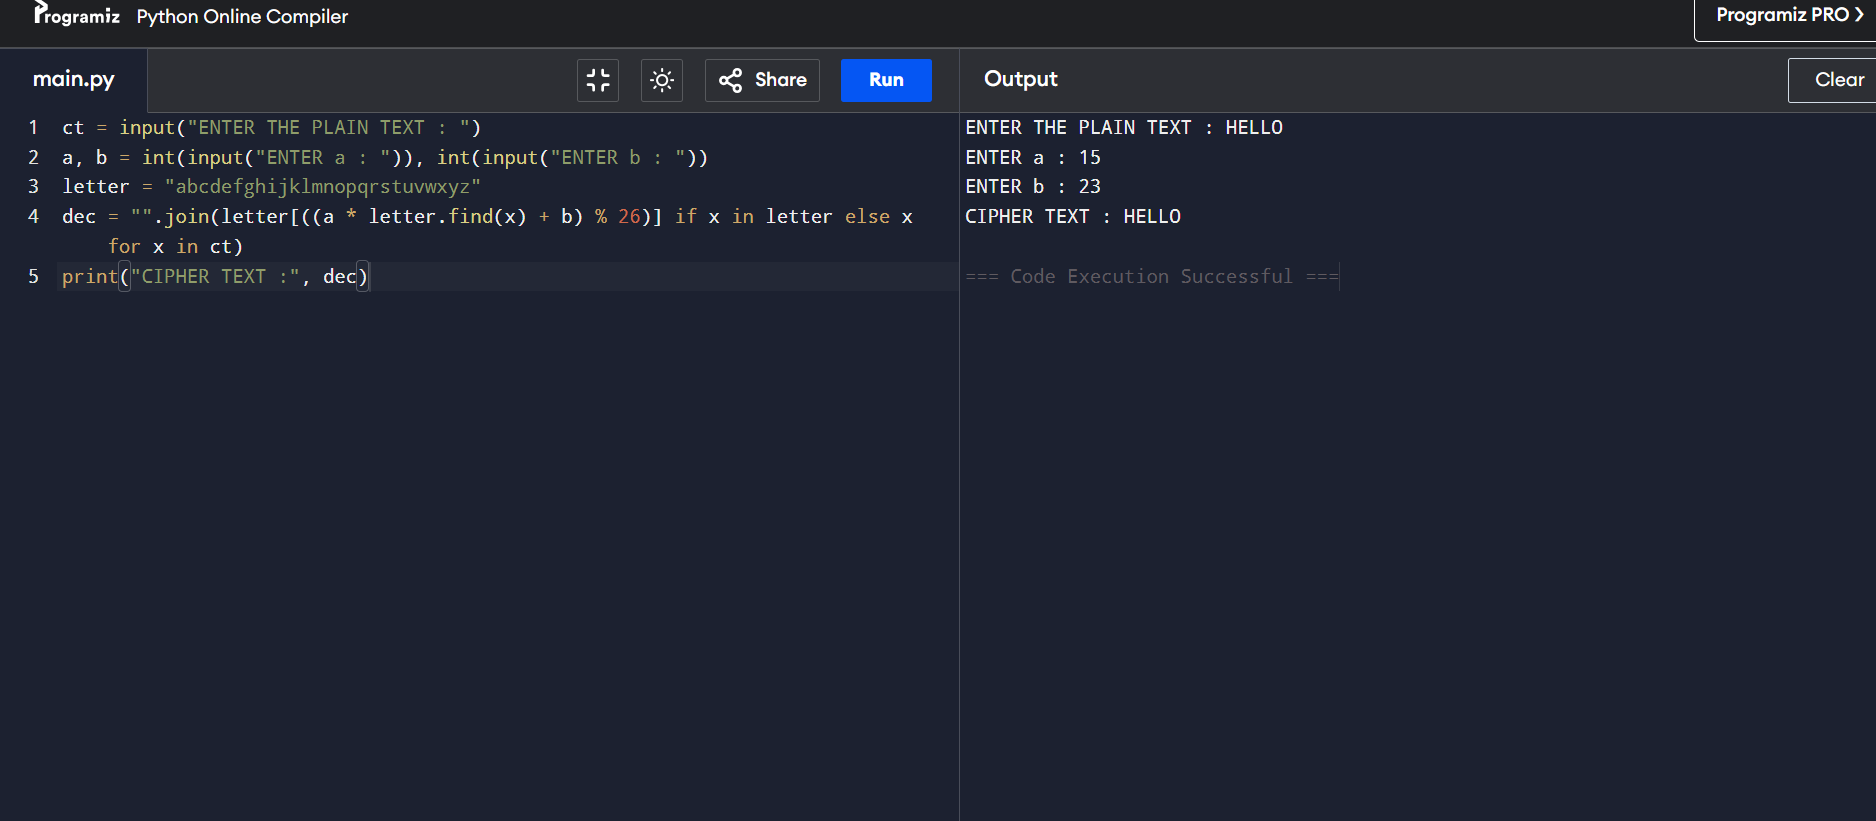 Programiz Python Online Compiler
Programiz PRO
main.py
Share
Run
Output
Clear
1 ct = input("ENTER THE PLAIN TEXT : ")
2 a, b = int(input("ENTER a : ")), int(input("ENTER b : "))
3 letter = "abcdefghijklmnopqrstuvwxyz"
4 dec = "".join(letter[((a * letter.find(x) + b) % 26)] if x in letter else x
for x in ct)
5 print("CIPHER TEXT :", dec)
ENTER THE PLAIN TEXT : HELLO
ENTER a : 15
ENTER b : 23
CIPHER TEXT : HELLO
=== Code Execution Successful ===